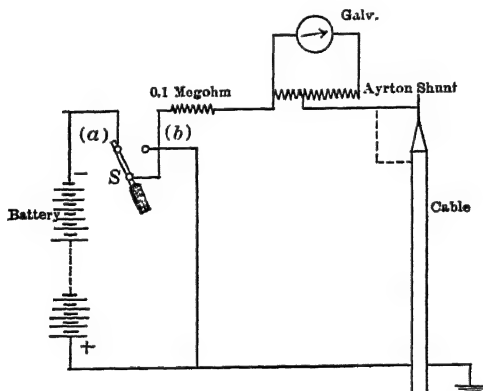 Galv.
0.1 Megohm
Ayrton Shunt
(a)
(b)
S
−
Battery
Cable
+